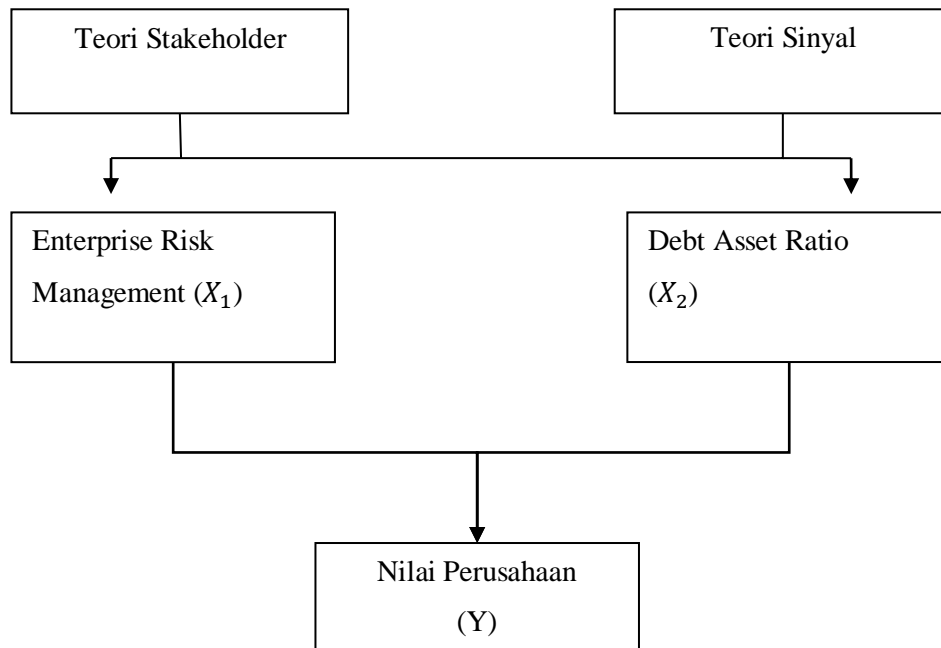 Teori Stakeholder
Teori Sinyal
Enterprise Risk
Management (𝑋₁)
Debt Asset Ratio
(𝑋₂)
Nilai Perusahaan
(Y)